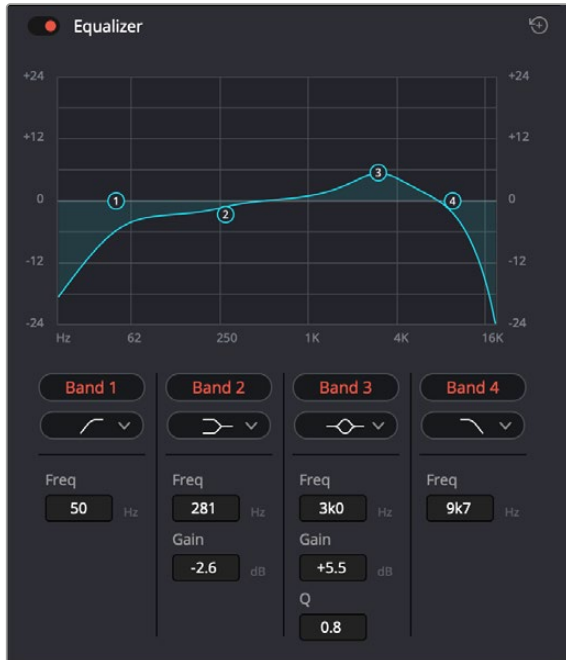 Equalizer
+24 +24
+12 +12
0 1 2 3 4 0
-12 -12
-24 -24
Hz 62 250 1K 4K 16K
Band 1 Band 2 Band 3 Band 4
Freq Freq Freq Freq
50 Hz 281 Hz 3k0 Hz 9k7 Hz
Gain Gain
-2.6 dB +5.5 dB
Q
0.8